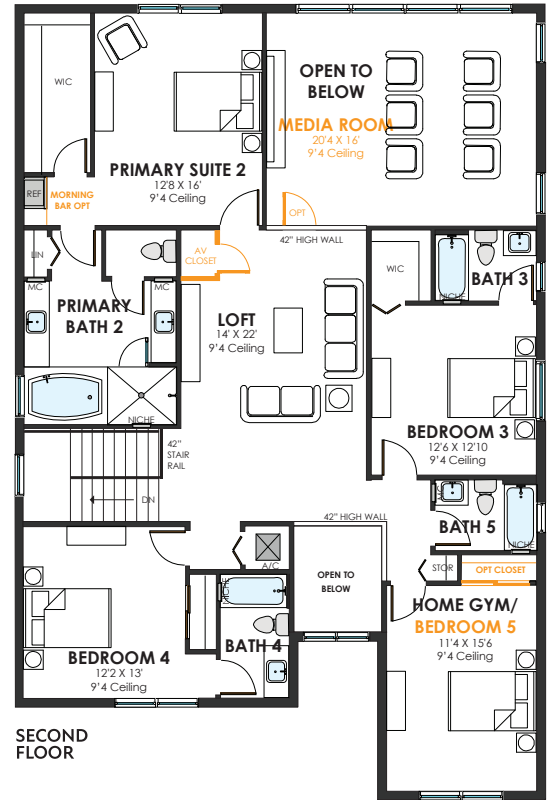 WIC
OPEN TO
BELOW
MEDIA ROOM
20'4 X 16'
9'4 Ceiling
PRIMARY SUITE 2
12'8 X 16'
9'4 Ceiling
REF
MORNING
BAR OPT
OPT
42" HIGH WALL
LIN
AV
CLOSET
WIC
BATH 3
NICHE
MC
MC
PRIMARY
BATH 2
LOFT
14' X 22'
9'4 Ceiling
NICHE
BEDROOM 3
12'6 X 12'10
9'4 Ceiling
42"
STAIR
RAIL
DN
MC
BATH 5
NICHE
42" HIGH WALL
A/C
STOR
OPT CLOSET
OPEN TO
BELOW
NICHE
HOME GYM/
BEDROOM 5
11'4 X 15'6
9'4 Ceiling
BATH 4
BEDROOM 4
12'2 X 13'
9'4 Ceiling
SECOND
FLOOR